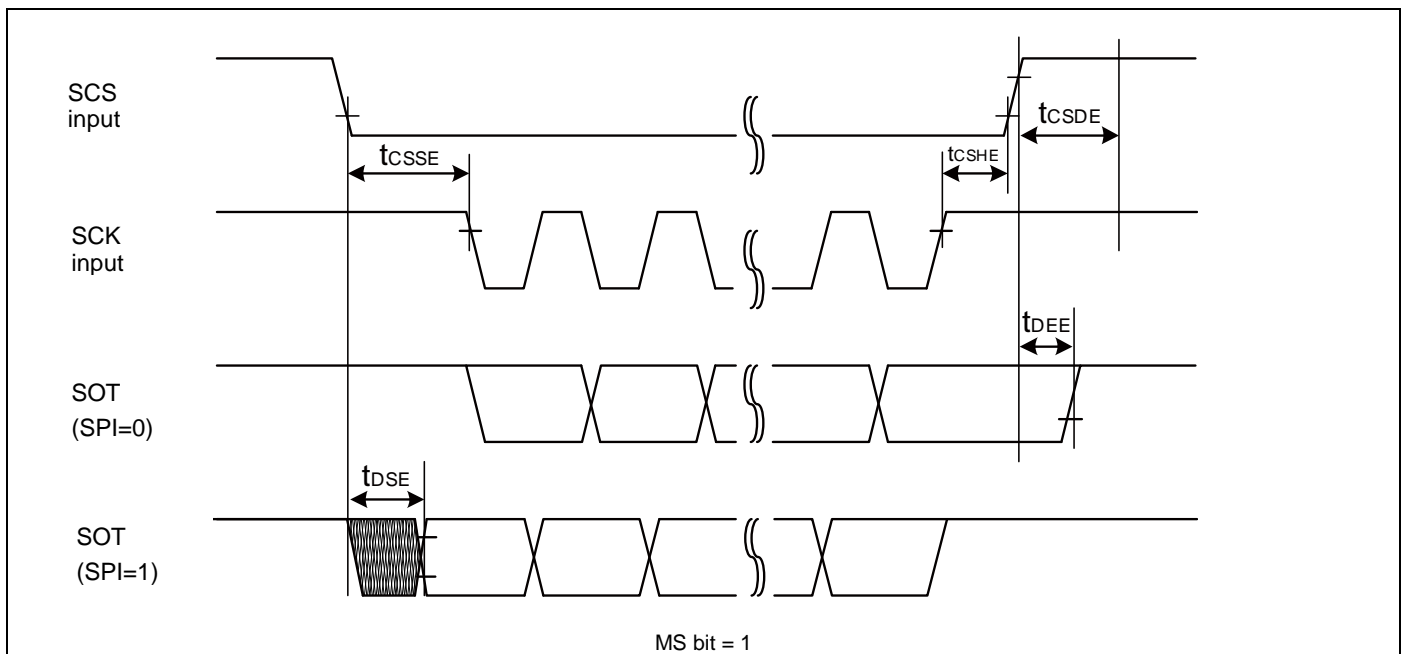 SCS
input
tCSSE
tCSHE
tCSDE
SCK
input
tDEE
SOT
(SPI=0)
tDSE
SOT
(SPI=1)
MS bit = 1